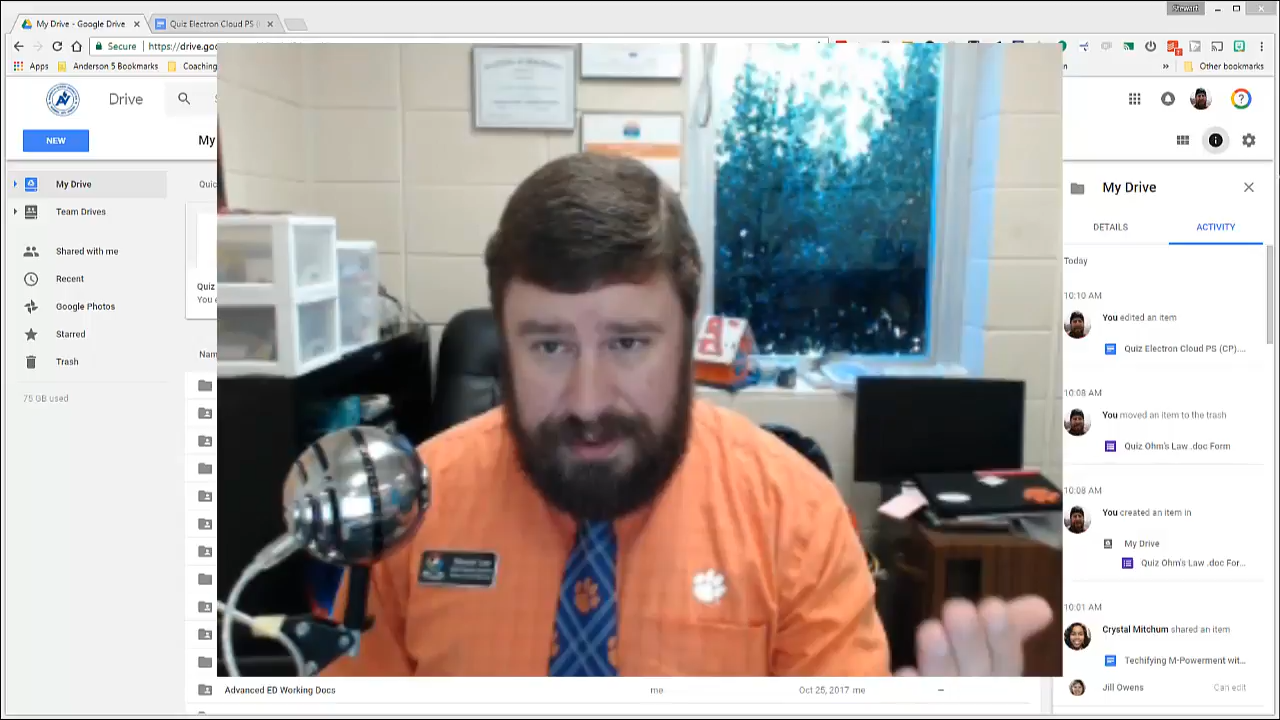 Stewart
My Drive - Google Drive
Quiz Electron Cloud PS (
Secure
https://drive.goo
Apps
Anderson 5 Bookmarks
Coaching
Other bookmarks
Drive
NEW
My
My Drive
Team Drives
Shared with me
Recent
Google Photos
Starred
Trash
75 GB used
Quic
Quiz
You e
Name
Advanced ED Working Docs
me
Oct 25, 2017 me
–
My Drive
DETAILS
ACTIVITY
Today
10:10 AM
You edited an item
Quiz Electron Cloud PS (CP)....
10:08 AM
You moved an item to the trash
Quiz Ohm's Law .doc Form
10:08 AM
You created an item in
My Drive
Quiz Ohm's Law .doc For...
10:01 AM
Crystal Mitchum shared an item
Techifying M-Powerment wit...
Jill Owens
Can edit